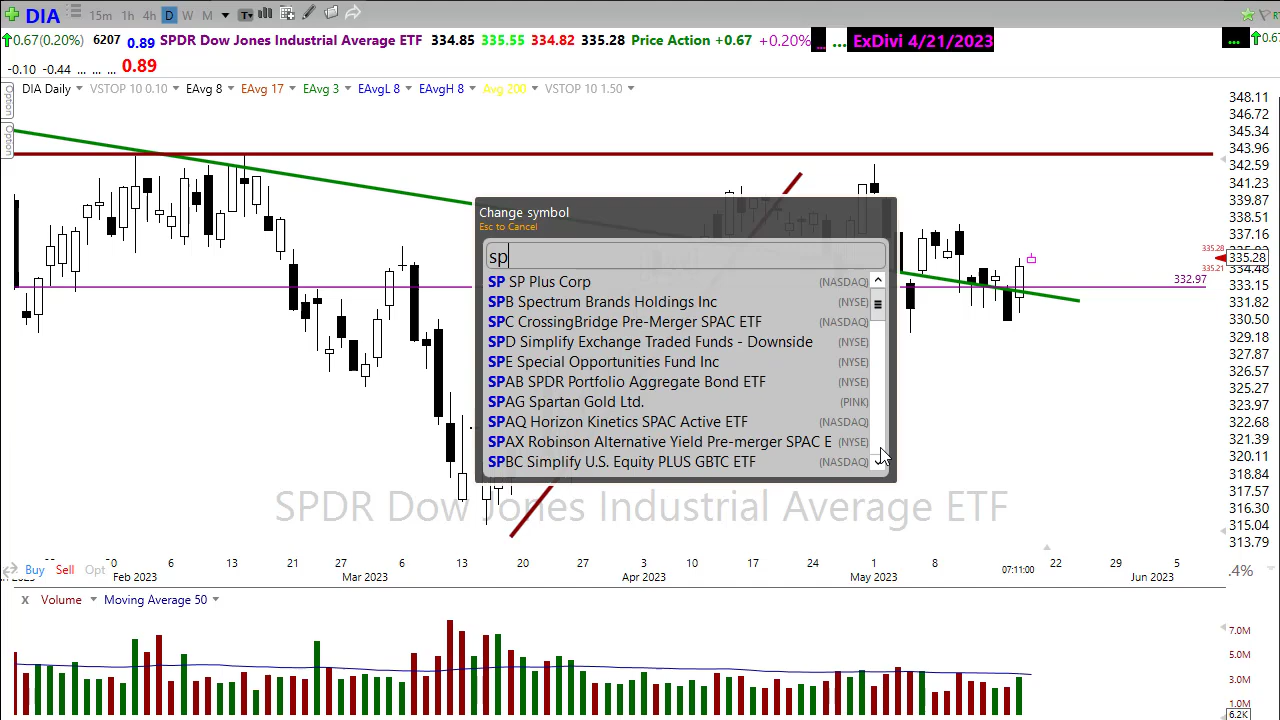 DIA 15m 1h 4h D W M T
0.67(0.20%) 6207 0.89 SPDR Dow Jones Industrial Average ETF 334.85 335.55 334.82 335.28 Price Action +0.67 +0.20% ... ... ExDivi 4/21/2023 ... 0.67
-0.10 -0.44 ... ... ... 0.89
DIA Daily VSTOP 10 0.10 EAvg 8 EAvg 17 EAvg 3 EAvgL 8 EAvgH 8 Avg 200 VSTOP 10 1.50
Option
Option
348.11
346.72
345.34
343.96
342.59
341.23
339.87
338.51
337.16
335.28
335.28
335.21
334.48
332.97
333.15
331.82
330.50
329.18
327.87
326.57
325.27
323.97
322.68
321.39
320.11
318.84
317.57
316.30
315.04
313.79
Change symbol
Esc to Cancel
sp
SP SP Plus Corp (NASDAQ)
SPB Spectrum Brands Holdings Inc (NYSE)
SPC CrossingBridge Pre-Merger SPAC ETF (NASDAQ)
SPD Simplify Exchange Traded Funds - Downside (NYSE)
SPE Special Opportunities Fund Inc (NYSE)
SPAB SPDR Portfolio Aggregate Bond ETF (NYSE)
SPAG Spartan Gold Ltd. (PINK)
SPAQ Horizon Kinetics SPAC Active ETF (NASDAQ)
SPAX Robinson Alternative Yield Pre-merger SPAC E (NYSE)
SPBC Simplify U.S. Equity PLUS GBTC ETF (NASDAQ)
SPDR Dow Jones Industrial Average ETF
6 13 21 27 6 13 20 27 3 10 17 24 1 8 07:11:00 22 29 5
Buy Sell Opt .4%
Feb 2023 Mar 2023 Apr 2023 May 2023 Jun 2023
x Volume Moving Average 50
7.0M
5.0M
3.0M
1.0M
6.2K